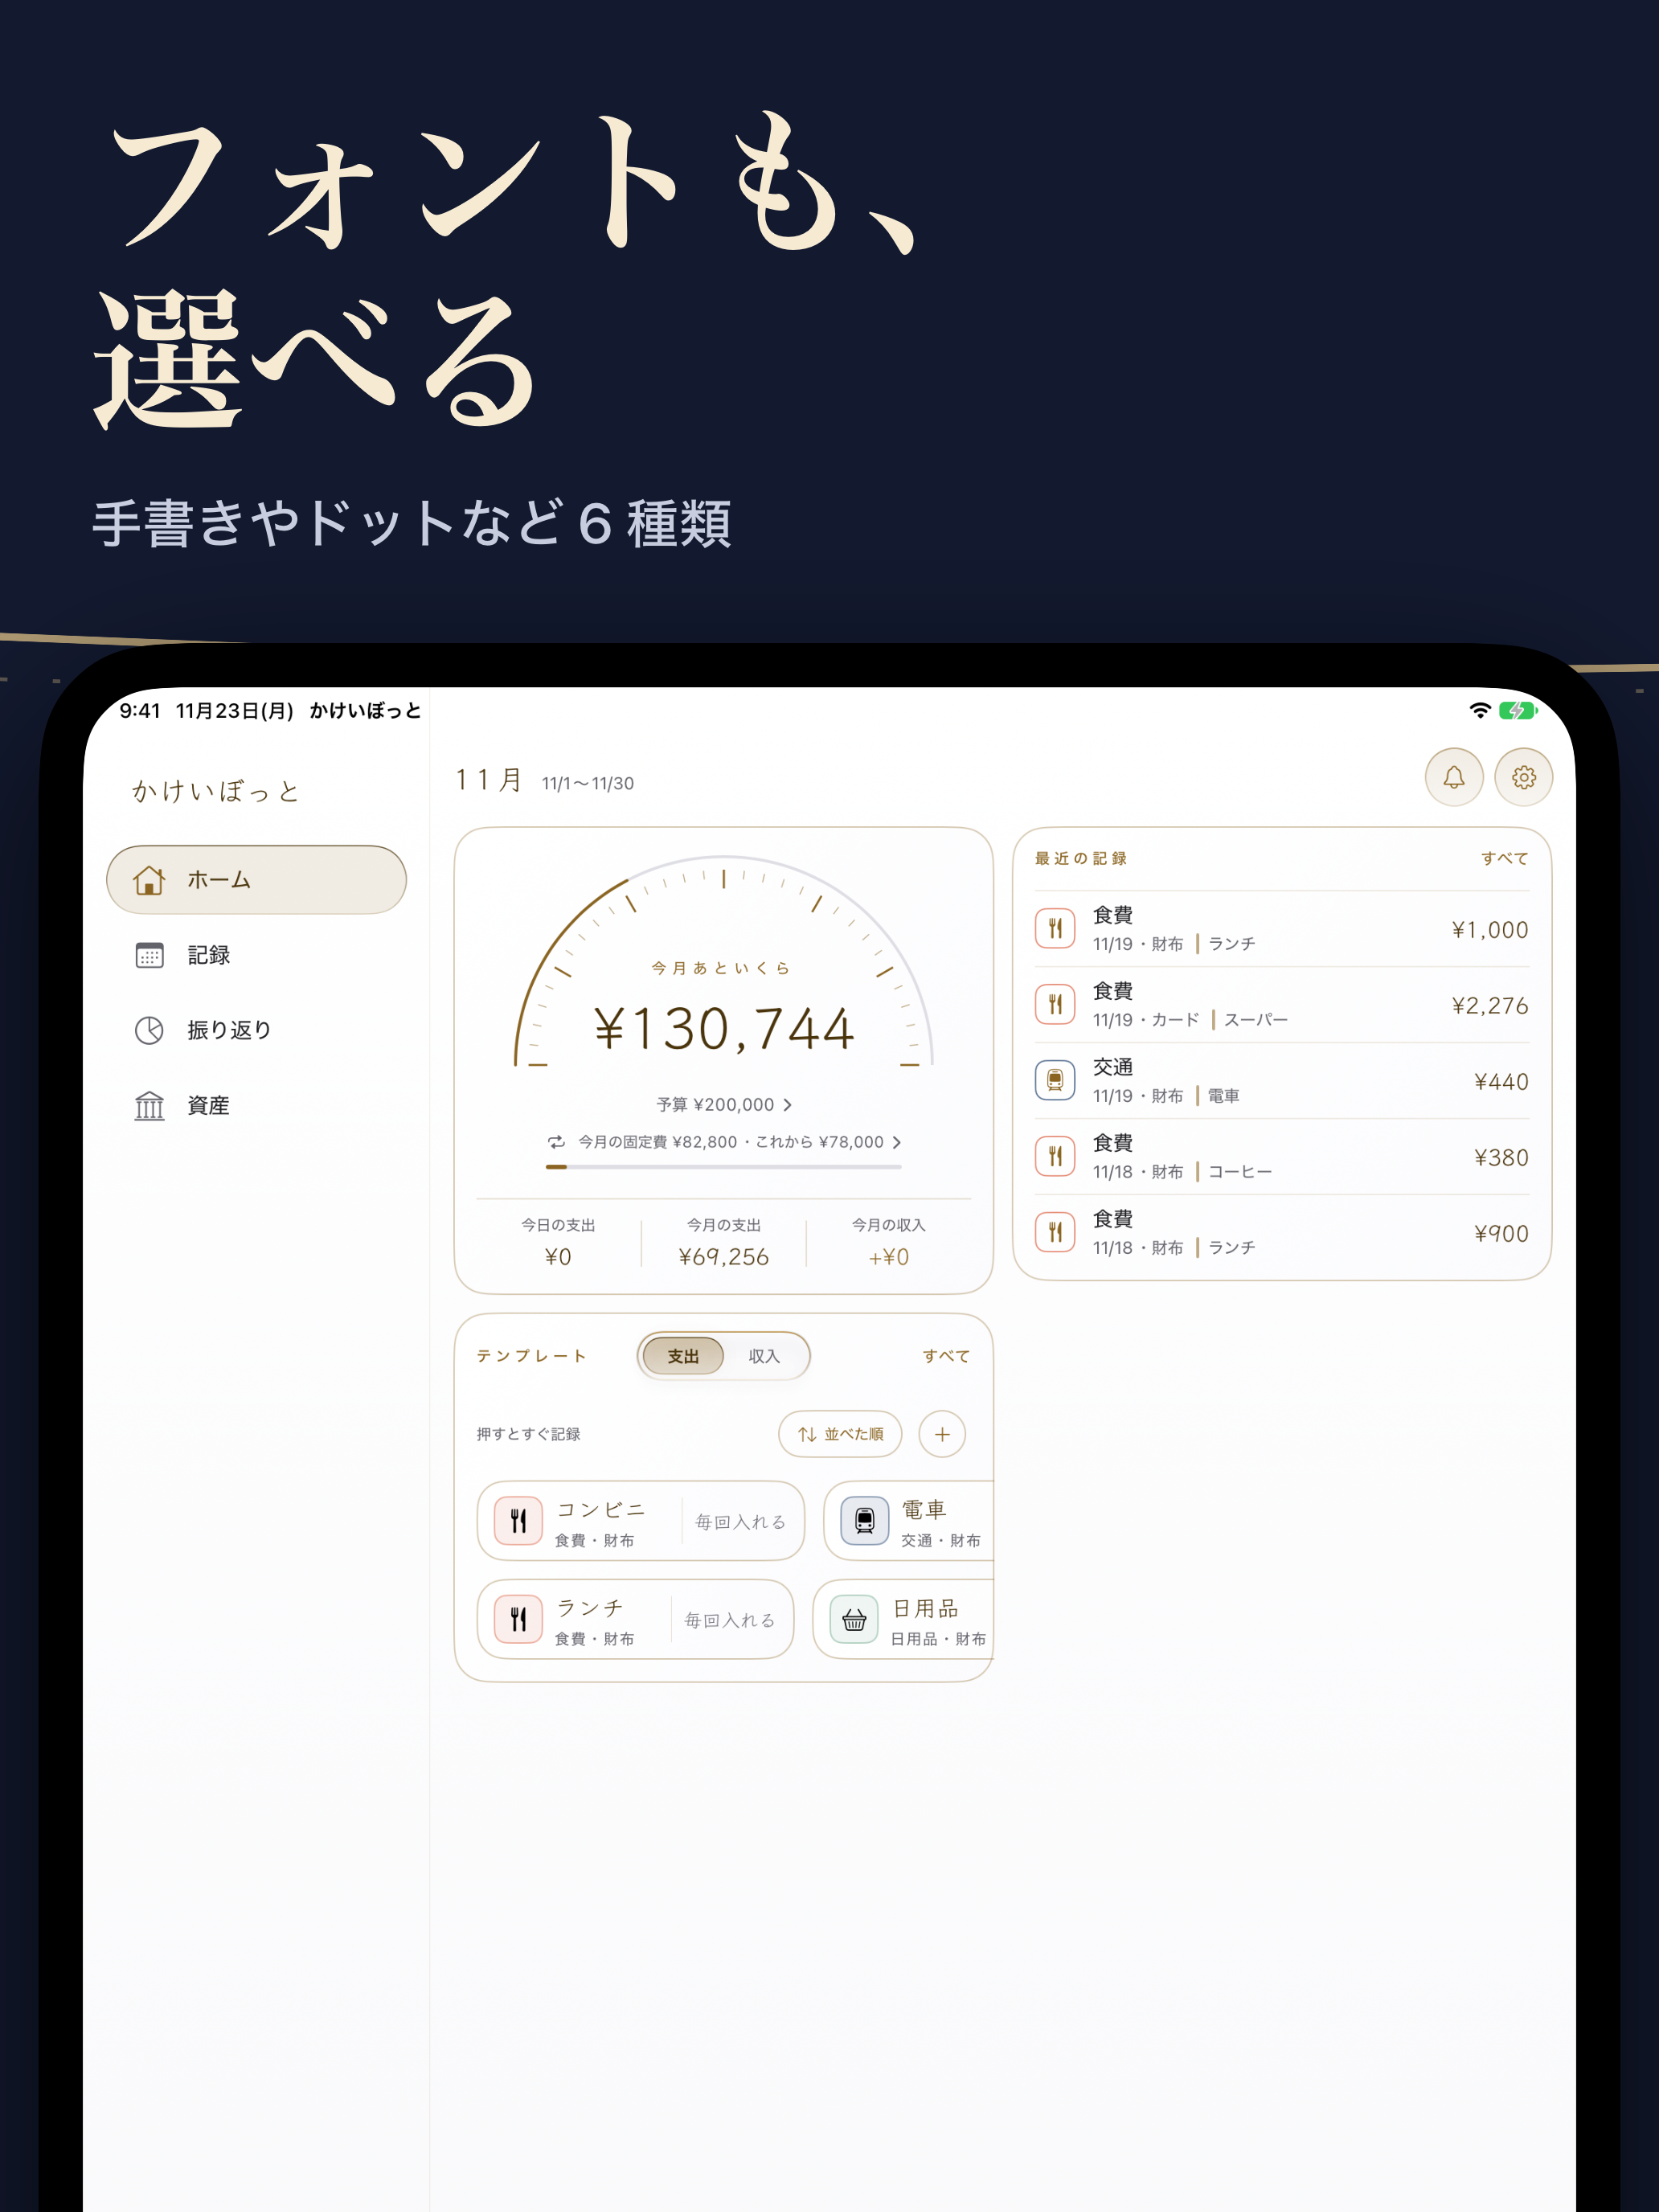 フォントも、
選べる
手書きやドットなど6種類
9:41 11月23日(月) かけいぼっと
かけいぼっと
ホーム
記録
振り返り
資産
11月 11/1〜11/30
今月あといくら
¥130,744
予算 ¥200,000
今月の固定費 ¥82,800・これから ¥78,000
今日の支出 今月の支出 今月の収入
¥0 ¥69,256 +¥0
最近の記録 すべて
食費
11/19・財布 ランチ ¥1,000
食費
11/19・カード スーパー ¥2,276
交通
11/19・財布 電車 ¥440
食費
11/18・財布 コーヒー ¥380
食費
11/18・財布 ランチ ¥900
テンプレート 支出 収入 すべて
押すとすぐ記録 並べた順
コンビニ 毎回入れる 電車
食費・財布 交通・財布
ランチ 毎回入れる 日用品
食費・財布 日用品・財布